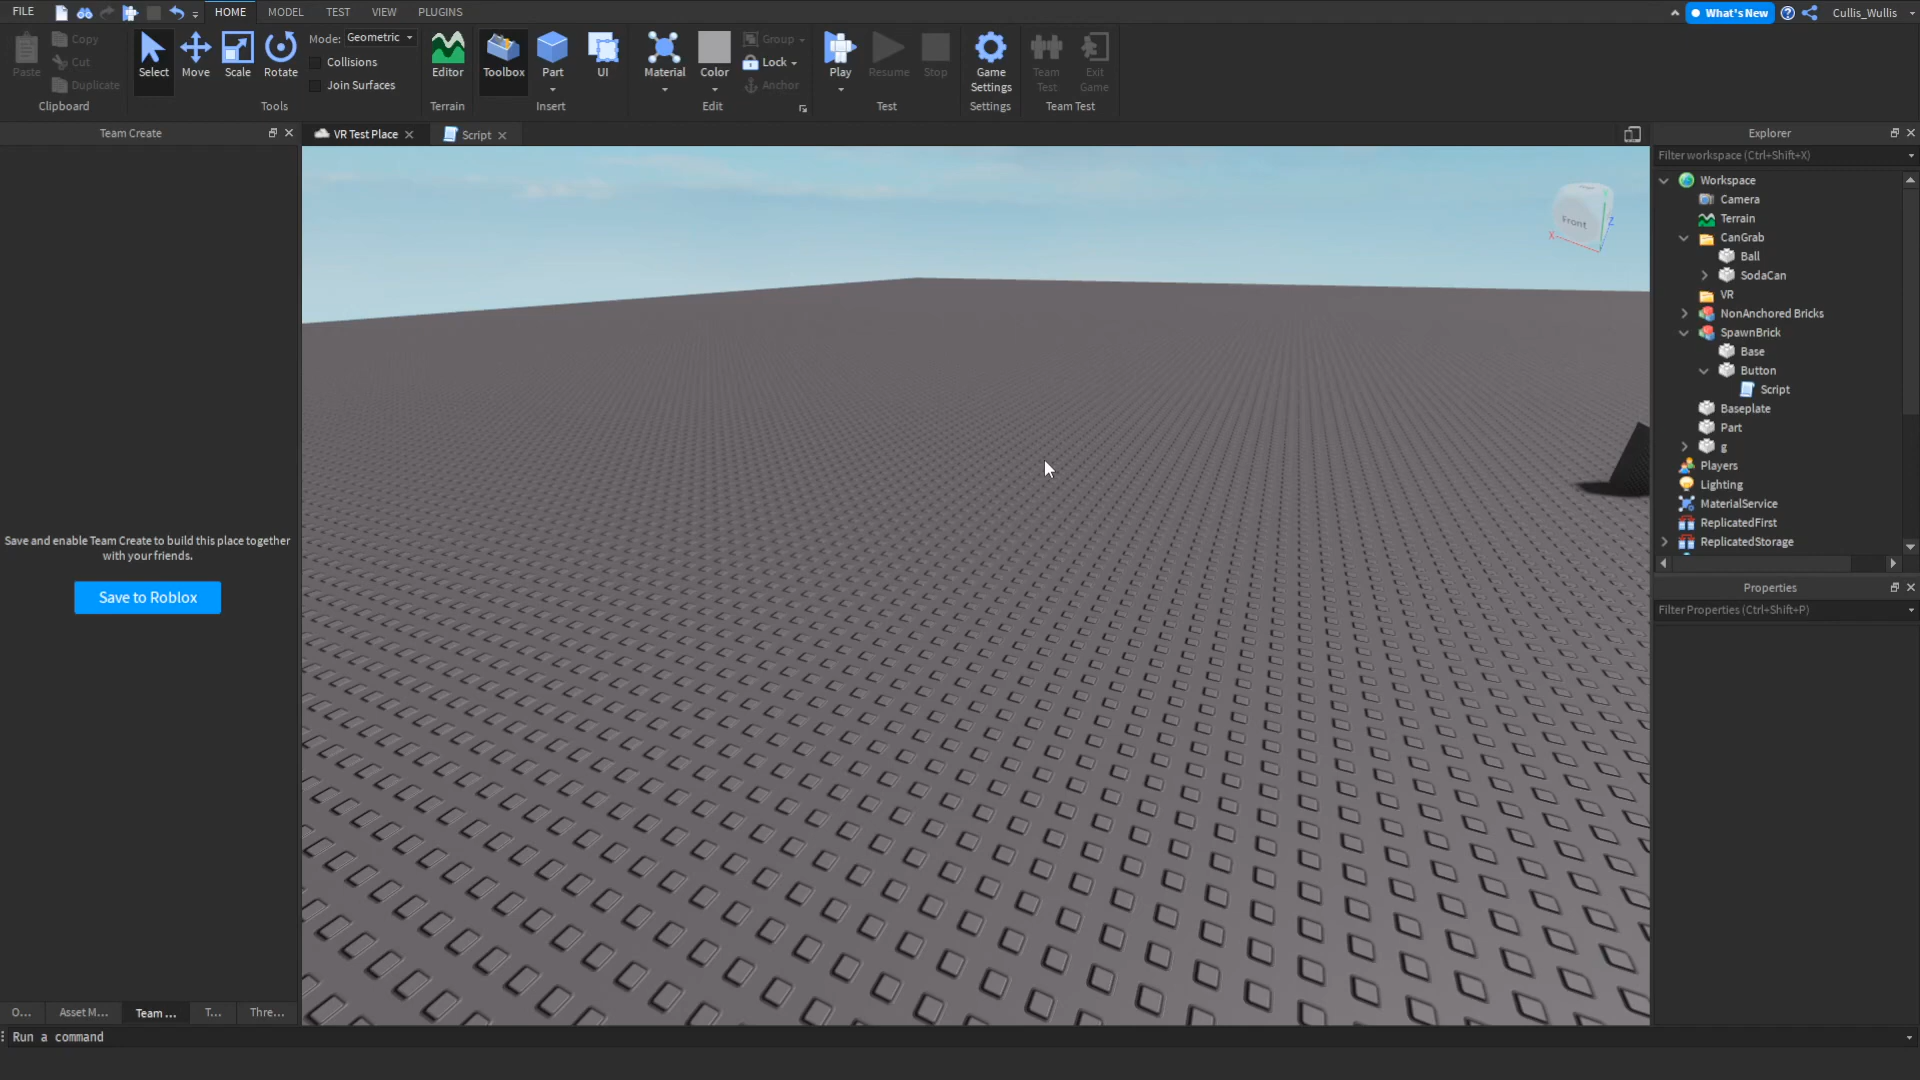 FILE
HOME
MODEL
TEST
VIEW
PLUGINS
What's New
Cullis_Wullis
Paste
Copy
Cut
Duplicate
Clipboard
Select
Move
Scale
Rotate
Mode: Geometric
Collisions
Join Surfaces
Tools
Editor
Terrain
Toolbox
Part
UI
Insert
Material
Color
Group
Lock
Anchor
Edit
Play
Resume
Stop
Test
Game
Settings
Settings
Team
Test
Exit
Game
Team Test
Team Create
VR Test Place
Script
Explorer
Filter workspace (Ctrl+Shift+X)
Workspace
Camera
Terrain
CanGrab
Ball
SodaCan
VR
NonAnchored Bricks
SpawnBrick
Base
Button
Script
Baseplate
Part
g
Players
Lighting
MaterialService
ReplicatedFirst
ReplicatedStorage
Front
X
Z
Save and enable Team Create to build this place together
with your friends.
Save to Roblox
Properties
Filter Properties (Ctrl+Shift+P)
O...
Asset M...
Team ...
T...
Thre...
Run a command